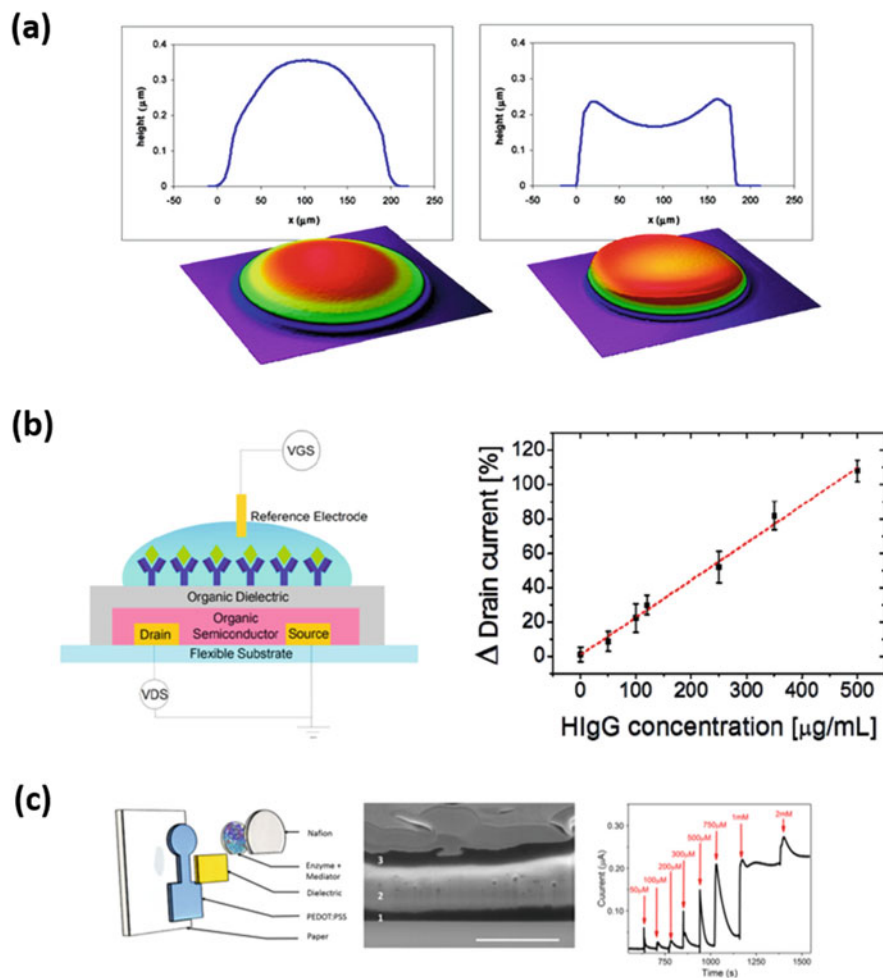 (a)
0.4
0.3
0.2
0.1
0
height (µm)
-50 0 50 100 150 200 250
x (µm)
0.4
0.3
0.2
0.1
0
height (µm)
-50 0 50 100 150 200 250
x (µm)
(b)
VGS
Reference Electrode
Organic Dielectric
Organic
Semiconductor
Drain
Source
Flexible Substrate
VDS
Δ Drain current [%]
120
100
80
60
40
20
0
0 100 200 300 400 500
HIgG concentration [µg/mL]
(c)
Nafion
Enzyme +
Mediator
Dielectric
PEDOT:PSS
Paper
3
2
1
Cuurent (µA)
0.30
0.20
0.10
50µM
100µM
200µM
300µM
500µM
750µM
1mM
2mM
750 1000 1250 1500
Time (s)